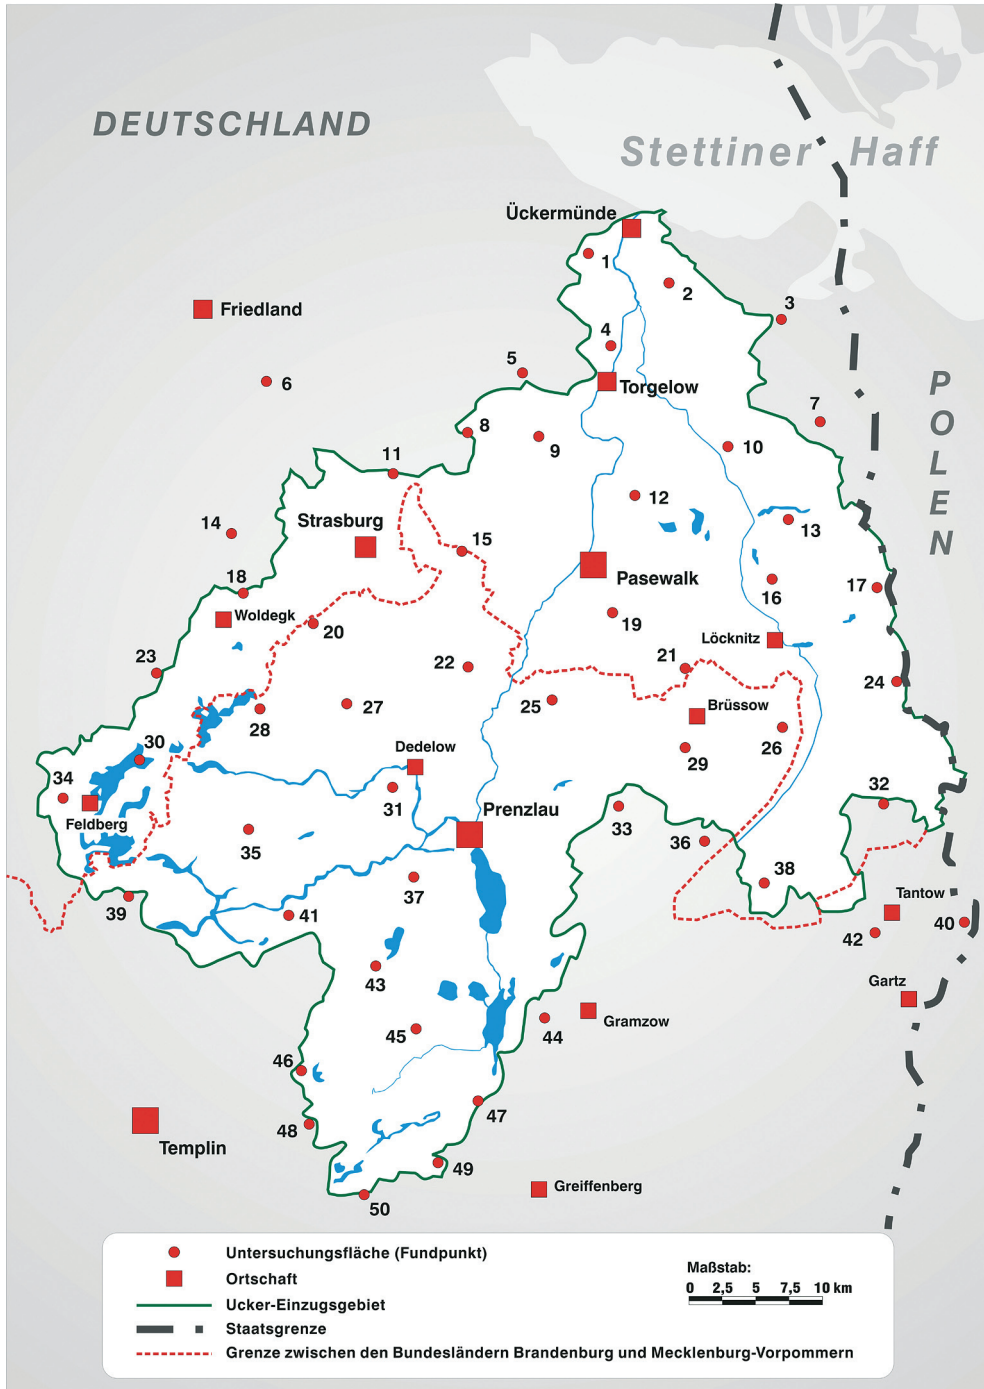 DEUTSCHLAND
Stettiner Haff
Ückermünde
1
2
3
Friedland
4
5
6
Torgelow
POLEN
7
8
9
10
11
12
13
Strasburg
14
15
Pasewalk
16
17
18
Woldegk
19
20
Löcknitz
21
22
23
24
25
Brüssow
26
27
28
29
30
Dedelow
31
32
Prenzlau
33
34
Feldberg
35
36
37
38
39
Tantow
40
41
42
43
Gartz
44
Gramzow
45
46
47
48
Templin
49
Greiffenberg
50
Untersuchungsfläche (Fundpunkt)
Ortschaft
Ucker-Einzugsgebiet
Staatsgrenze
Grenze zwischen den Bundesländern Brandenburg und Mecklenburg-Vorpommern
Maßstab:
0 2,5 5 7,5 10 km